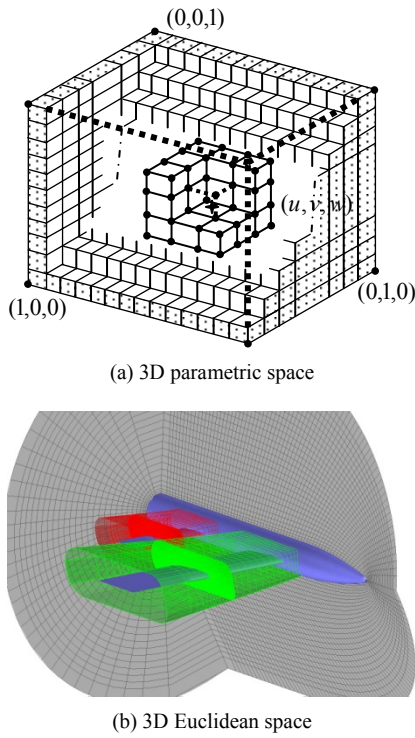 (0,0,1)
(u,v,w)
(1,0,0)
(0,1,0)
(a) 3D parametric space
(b) 3D Euclidean space